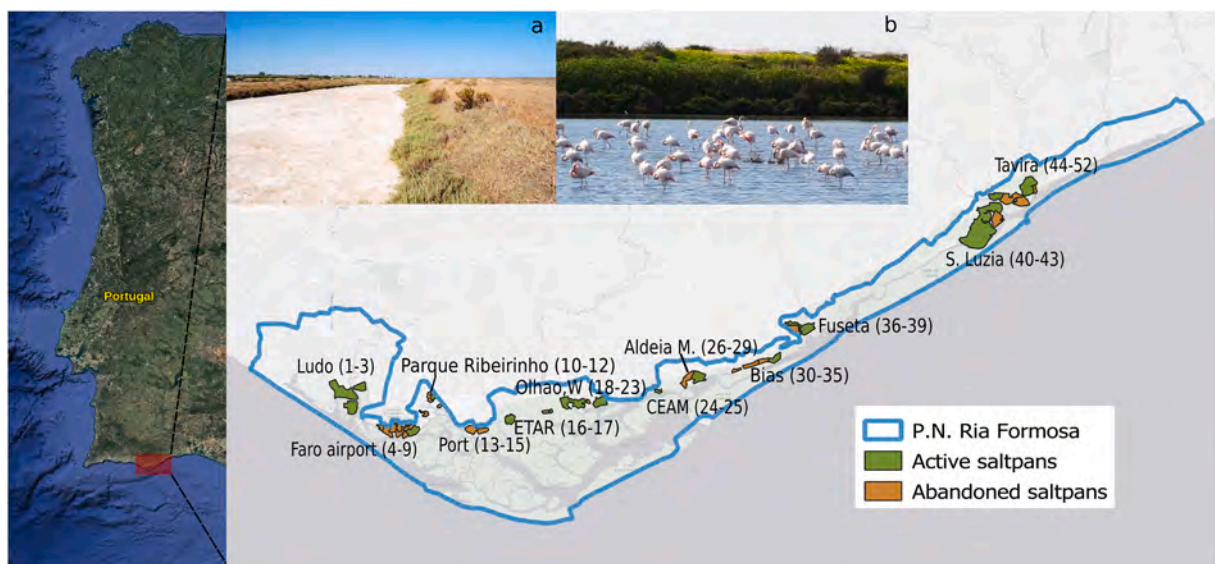 a
b
Portugal
Tavira (44-52)
S. Luzia (40-43)
Fuseta (36-39)
Aldeia M. (26-29)
Bias (30-35)
Ludo (1-3)
Parque Ribeirinho (10-12)
Olhao,W (18-23)
CEAM (24-25)
ETAR (16-17)
Faro airport (4-9)
Port (13-15)
P.N. Ria Formosa
Active saltpans
Abandoned saltpans